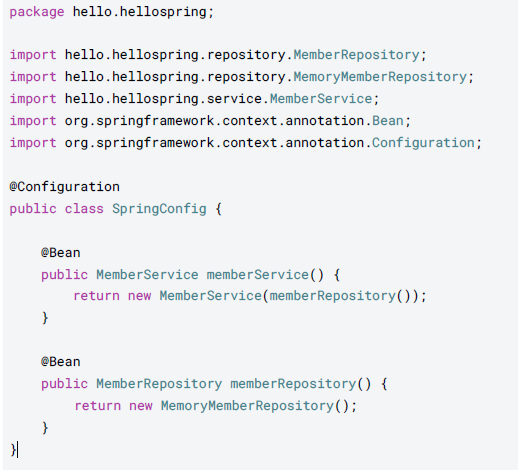 package hello.hellospring;
import hello.hellospring.repository.MemberRepository;
import hello.hellospring.repository.MemoryMemberRepository;
import hello.hellospring.service.MemberService;
import org.springframework.context.annotation.Bean;
import org.springframework.context.annotation.Configuration;
@Configuration
public class SpringConfig {
@Bean
public MemberService memberService() {
return new MemberService(memberRepository());
}
@Bean
public MemberRepository memberRepository() {
return new MemoryMemberRepository();
}
}